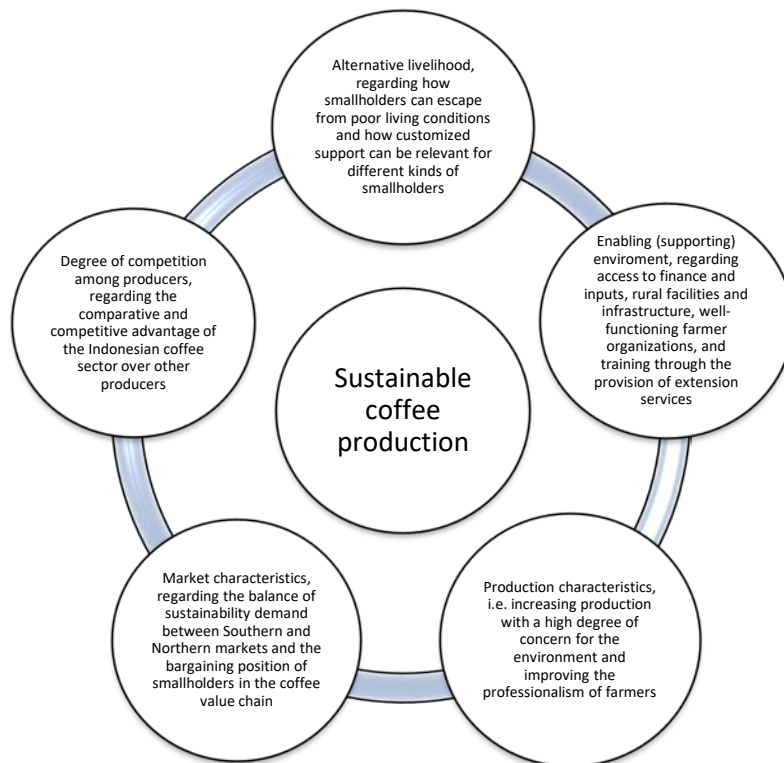 Alternative livelihood,
regarding how
smallholders can escape
from poor living conditions
and how customized
support can be relevant for
different kinds of
smallholders
Enabling (supporting)
enviroment, regarding
access to finance and
inputs, rural facilities and
infrastructure, well-
functioning farmer
organizations, and
training through the
provision of extension
services
Production characteristics,
i.e. increasing production
with a high degree of
concern for the
environment and
improving the
professionalism of farmers
Market characteristics,
regarding the balance of
sustainability demand
between Southern and
Northern markets and the
bargaining position of
smallholders in the coffee
value chain
Degree of competition
among producers,
regarding the
comparative and
competitive advantage of
the Indonesian coffee
sector over other
producers
Sustainable
coffee
production